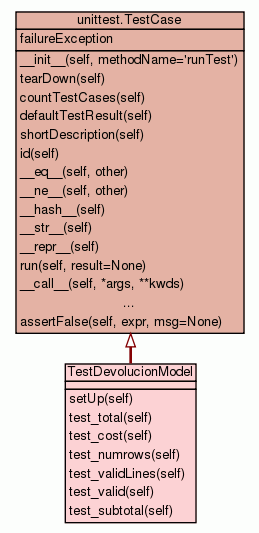 unittest.TestCase
failureException
__init__(self, methodName='runTest')
tearDown(self)
countTestCases(self)
defaultTestResult(self)
shortDescription(self)
id(self)
__eq__(self, other)
__ne__(self, other)
__hash__(self)
__str__(self)
__repr__(self)
run(self, result=None)
__call__(self, *args, **kwds)
...
assertFalse(self, expr, msg=None)
TestDevolucionModel
setUp(self)
test_total(self)
test_cost(self)
test_numrows(self)
test_validLines(self)
test_valid(self)
test_subtotal(self)